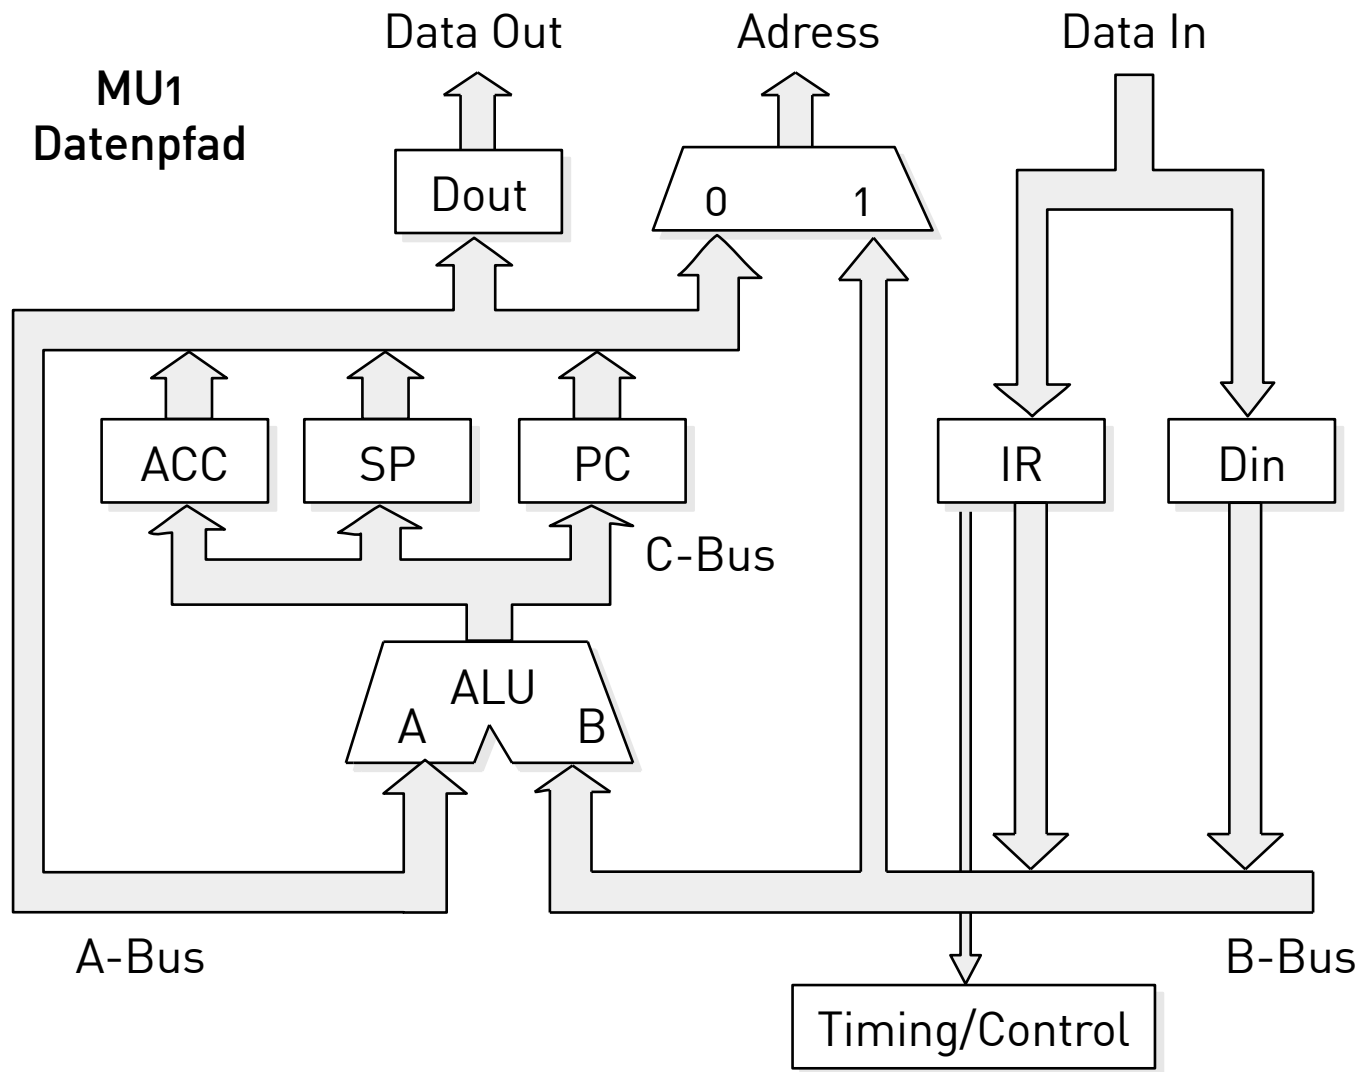 Data Out
Adress
Data In
MU1
Datenpfad
Dout
0
1
ACC
SP
PC
IR
Din
C-Bus
ALU
A
B
A-Bus
B-Bus
Timing/Control